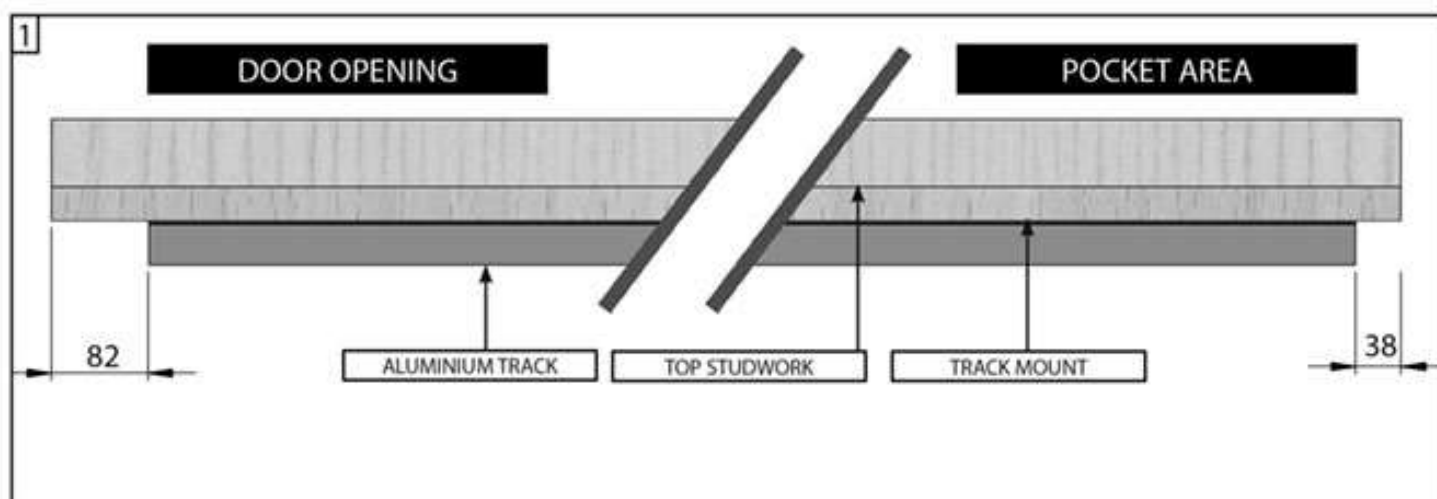 1
DOOR OPENING
POCKET AREA
82
ALUMINIUM TRACK
TOP STUDWORK
TRACK MOUNT
38